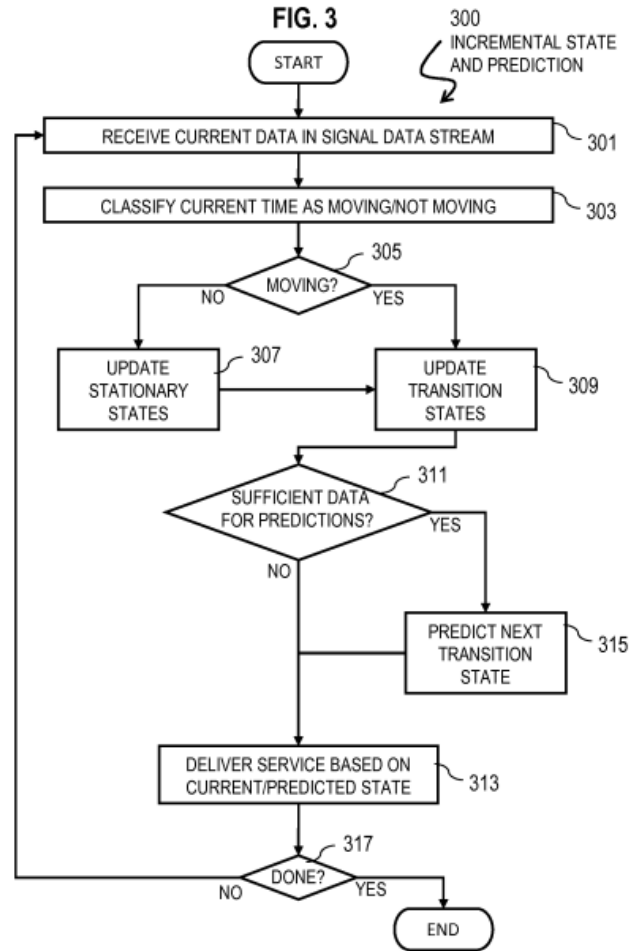 FIG. 3
300
INCREMENTAL STATE
AND PREDICTION
START
RECEIVE CURRENT DATA IN SIGNAL DATA STREAM
301
CLASSIFY CURRENT TIME AS MOVING/NOT MOVING
303
305
MOVING?
NO
YES
UPDATE
STATIONARY
STATES
307
UPDATE
TRANSITION
STATES
309
311
SUFFICIENT DATA
FOR PREDICTIONS?
YES
NO
PREDICT NEXT
TRANSITION
STATE
315
DELIVER SERVICE BASED ON
CURRENT/PREDICTED STATE
313
317
DONE?
NO
YES
END